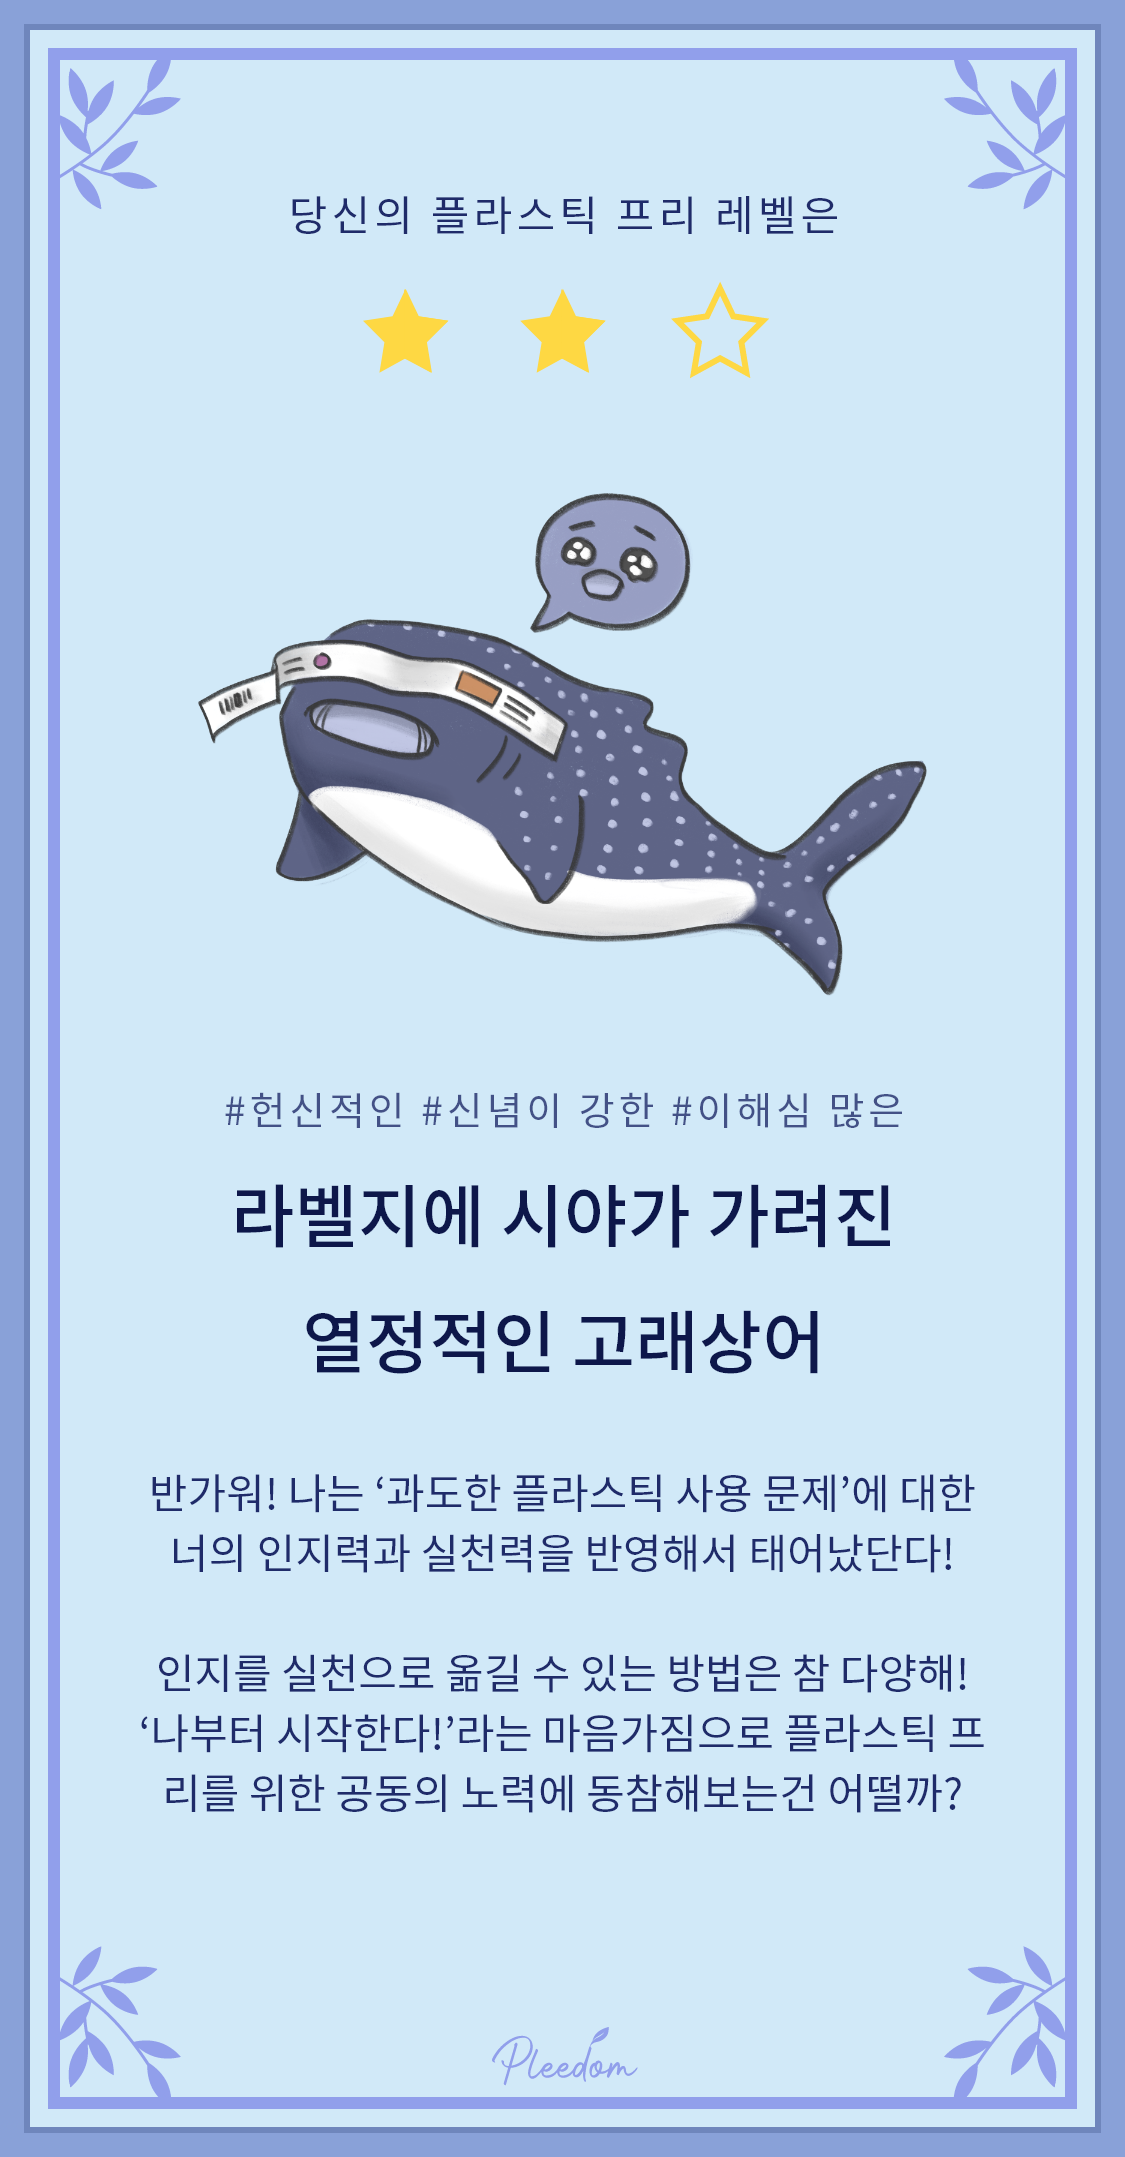 당신의 플라스틱 프리 레벨은
#헌신적인 #신념이 강한 #이해심 많은
라벨지에 시야가 가려진
열정적인 고래상어
반가워! 나는 ‘과도한 플라스틱 사용 문제’에 대한
너의 인지력과 실천력을 반영해서 태어났단다!
인지를 실천으로 옮길 수 있는 방법은 참 다양해!
‘나부터 시작한다!’라는 마음가짐으로 플라스틱 프
리를 위한 공동의 노력에 동참해보는건 어떨까?
Pleedom